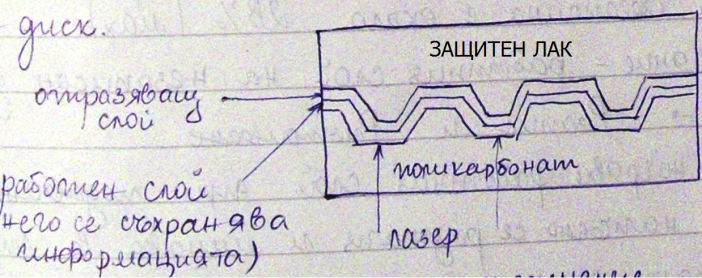 диск.
ЗАЩИТЕН ЛАК
отразяващ
слой
поликарбонат
работен слой
него се съхранява
информацията)
лазер